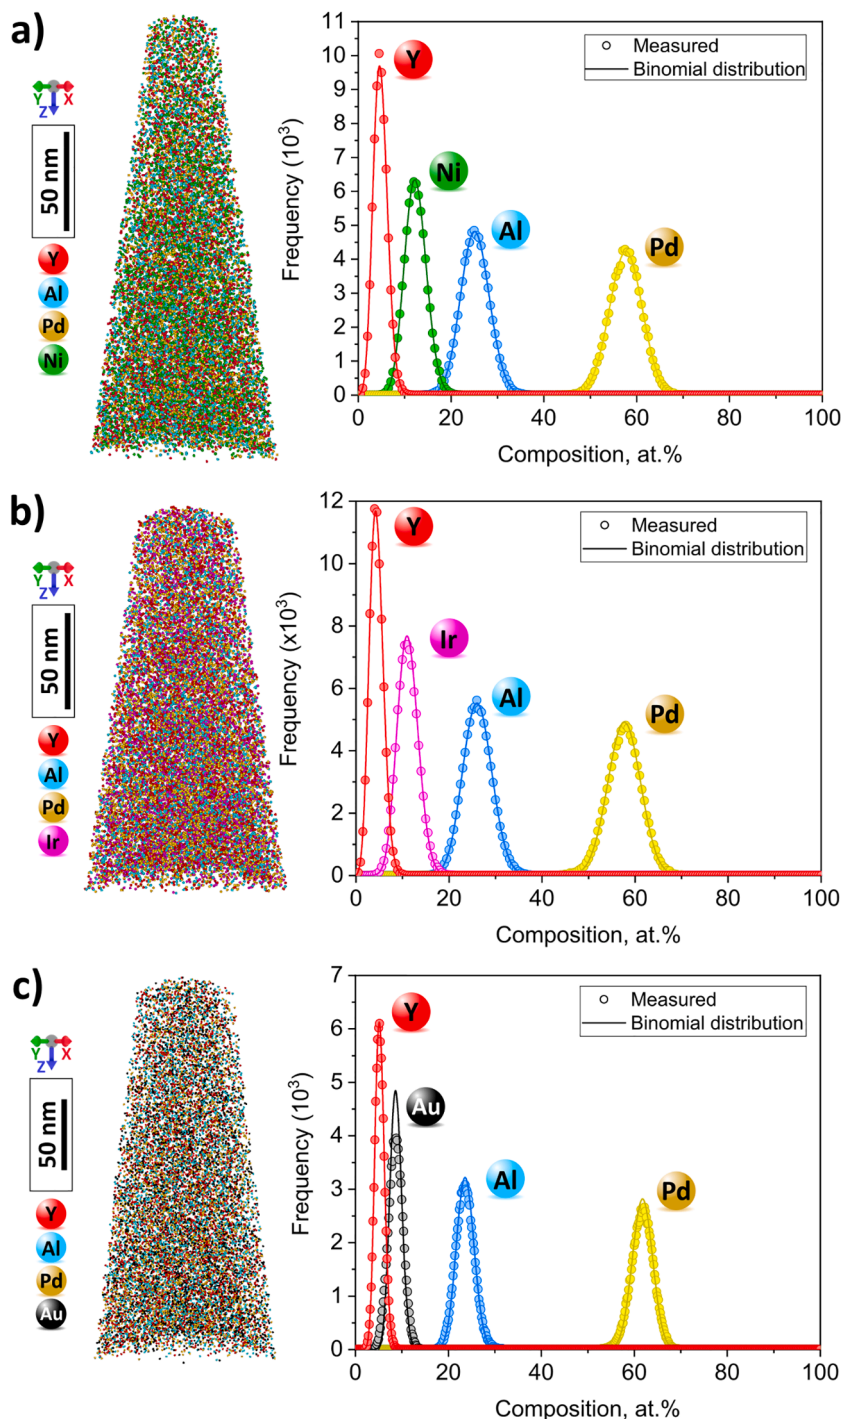 a)
Y
X
Z
50 nm
Y
Al
Pd
Ni
Frequency (10³)
11
10
9
8
7
6
5
4
3
2
1
0
Y
Ni
Al
Pd
Measured
Binomial distribution
0 20 40 60 80 100
Composition, at.%
b)
Y
X
Z
50 nm
Y
Al
Pd
Ir
Frequency (x10³)
12
10
8
6
4
2
0
Y
Ir
Al
Pd
Measured
Binomial distribution
0 20 40 60 80 100
Composition, at.%
c)
Y
X
Z
50 nm
Y
Al
Pd
Au
Frequency (10³)
7
6
5
4
3
2
1
0
Y
Au
Al
Pd
Measured
Binomial distribution
0 20 40 60 80 100
Composition, at.%